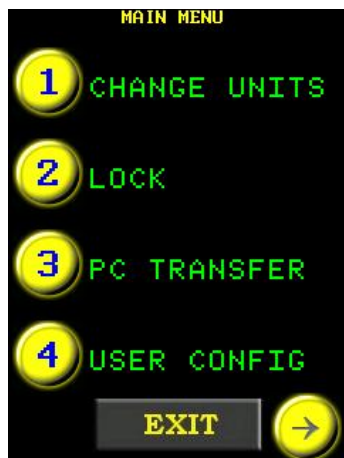 MAIN MENU
1 CHANGE UNITS
2 LOCK
3 PC TRANSFER
4 USER CONFIG
EXIT →